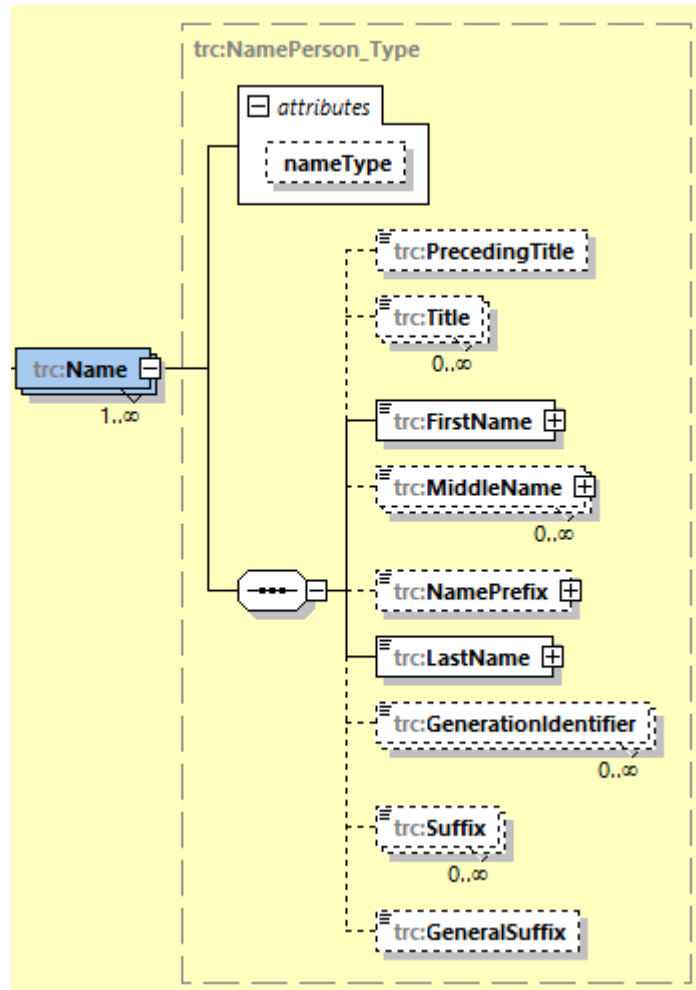 trc:NamePerson_Type
attributes
nameType
trc:PrecedingTitle
trc:Title
0..∞
trc:Name
1..∞
trc:FirstName
trc:MiddleName
0..∞
trc:NamePrefix
trc:LastName
trc:GenerationIdentifier
0..∞
trc:Suffix
0..∞
trc:GeneralSuffix